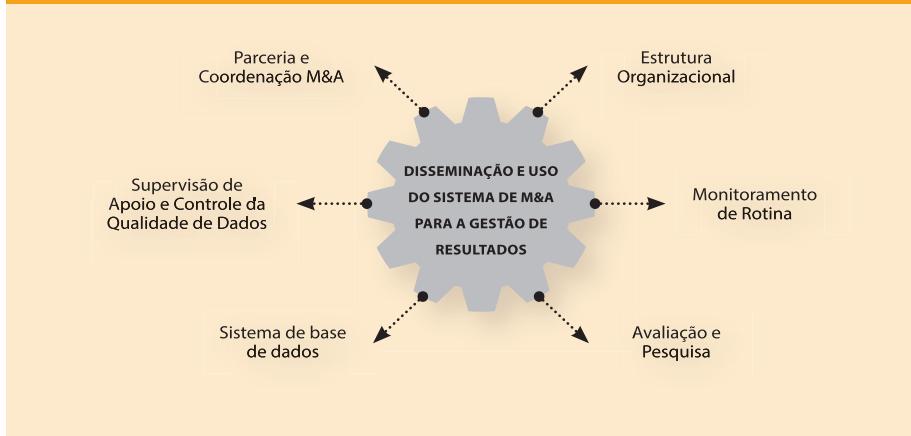 Parceria e
Coordenação M&A
Estrutura
Organizacional
DISSEMINAÇÃO E USO
DO SISTEMA DE M&A
PARA A GESTÃO DE
RESULTADOS
Supervisão de
Apoio e Controle da
Qualidade de Dados
Monitoramento
de Rotina
Sistema de base
de dados
Avaliação e
Pesquisa